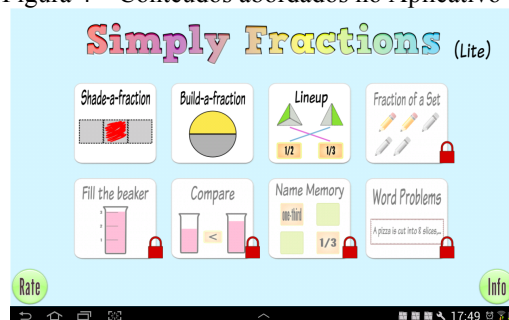 Figura 4 – Conteúdos abordados no Aplicativo
Simply Fractions (Lite)
Shade-a-fraction
Build-a-fraction
Lineup
1/2 1/3
Fraction of a Set
Fill the beaker
Compare
<
Name Memory
one-third
1/3
Word Problems
A pizza is cut into 8 slices,...
Rate
Info
17:49